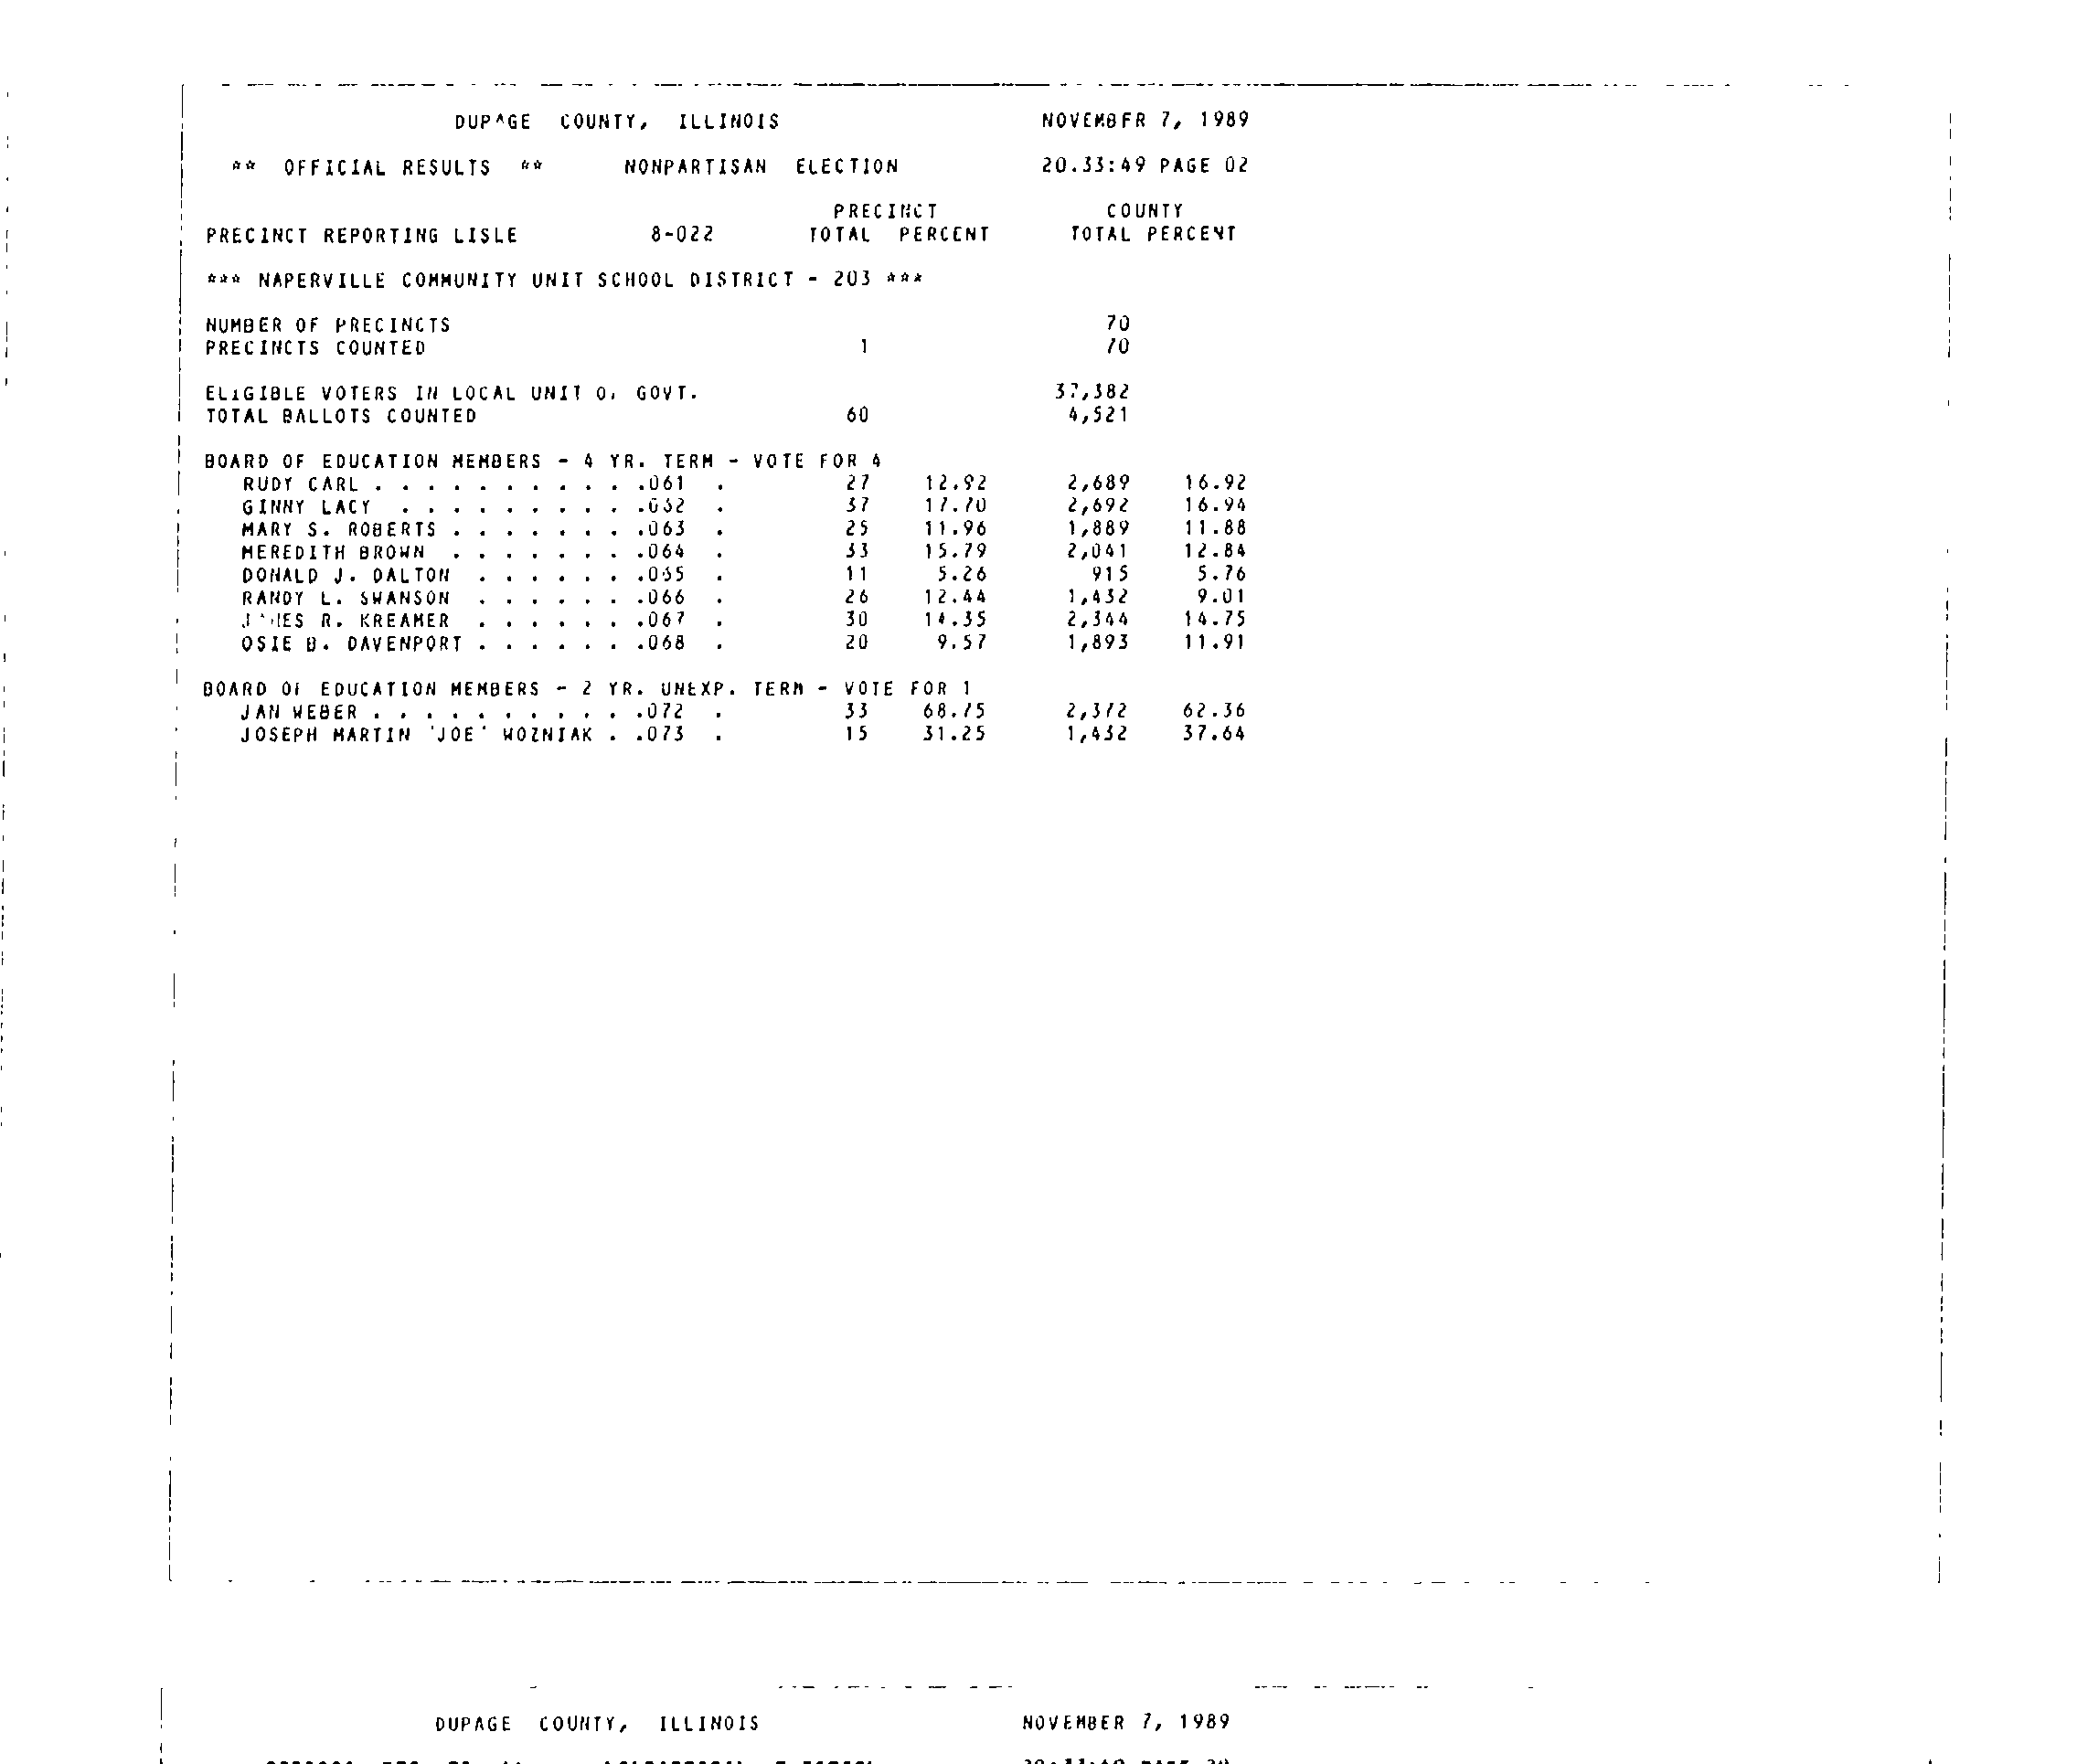 DUPAGE COUNTY, ILLINOIS NOVEMBER 7, 1989
** OFFICIAL RESULTS ** NONPARTISAN ELECTION 20.33:49 PAGE 02
PRECINCT COUNTY
PRECINCT REPORTING LISLE 8-022 TOTAL PERCENT TOTAL PERCENT
*** NAPERVILLE COMMUNITY UNIT SCHOOL DISTRICT - 203 ***
NUMBER OF PRECINCTS 70
PRECINCTS COUNTED 1 70
ELIGIBLE VOTERS IN LOCAL UNIT OF GOVT. 37,382
TOTAL BALLOTS COUNTED 60 4,521
BOARD OF EDUCATION MEMBERS - 4 YR. TERM - VOTE FOR 4
RUDY CARL . . . . . . . . . . .061 . 27 12.92 2,689 16.92
GINNY LACY . . . . . . . . . .062 . 37 17.70 2,692 16.94
MARY S. ROBERTS . . . . . . . .063 . 25 11.96 1,889 11.88
MEREDITH BROWN . . . . . . . .064 . 33 15.79 2,041 12.84
DONALD J. DALTON . . . . . . .065 . 11 5.26 915 5.76
RANDY L. SWANSON . . . . . . .066 . 26 12.44 1,432 9.01
JAMES R. KREAMER . . . . . . .067 . 30 14.35 2,344 14.75
OSIE B. DAVENPORT . . . . . . .068 . 20 9.57 1,893 11.91
BOARD OF EDUCATION MEMBERS - 2 YR. UNEXP. TERM - VOTE FOR 1
JAN WEBER . . . . . . . . . . .072 . 33 68.75 2,372 62.36
JOSEPH MARTIN 'JOE' WOZNIAK . .073 . 15 31.25 1,432 37.64
DUPAGE COUNTY, ILLINOIS NOVEMBER 7, 1989